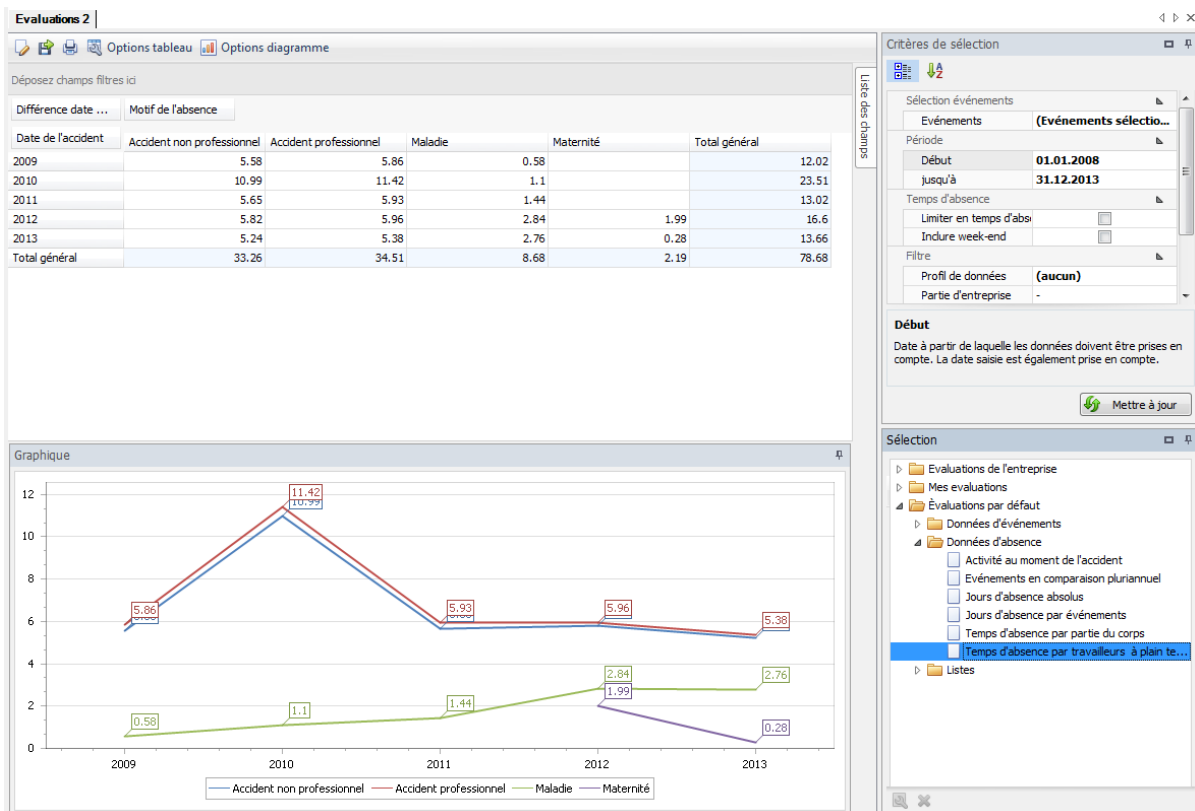 Evaluations 2
Options tableau Options diagramme
Déposez champs filtres ici
Différence date ... Motif de l'absence
Date de l'accident Accident non professionnel Accident professionnel Maladie Maternité Total général
2009 5.58 5.86 0.58 12.02
2010 10.99 11.42 1.1 23.51
2011 5.65 5.93 1.44 13.02
2012 5.82 5.96 2.84 1.99 16.6
2013 5.24 5.38 2.76 0.28 13.66
Total général 33.26 34.51 8.68 2.19 78.68
Liste des champs
Critères de sélection
Sélection événements
Evénements (Evénements sélectio...
Période
Début 01.01.2008
jusqu'à 31.12.2013
Temps d'absence
Limiter en temps d'abs
Inclure week-end
Filtre
Profil de données (aucun)
Partie d'entreprise -
Début
Date à partir de laquelle les données doivent être prises en
compte. La date saisie est également prise en compte.
Mettre à jour
Graphique
12
10
8
6
4
2
0
11.42
10.99
5.86
5.93
5.96
5.38
2.84
2.76
1.99
1.44
1.1
0.58
0.28
2009 2010 2011 2012 2013
Accident non professionnel Accident professionnel Maladie Maternité
Sélection
Evaluations de l'entreprise
Mes evaluations
Èvaluations par défaut
Données d'événements
Données d'absence
Activité au moment de l'accident
Evénements en comparaison pluriannuel
Jours d'absence absolus
Jours d'absence par événements
Temps d'absence par partie du corps
Temps d'absence par travailleurs à plain te...
Listes